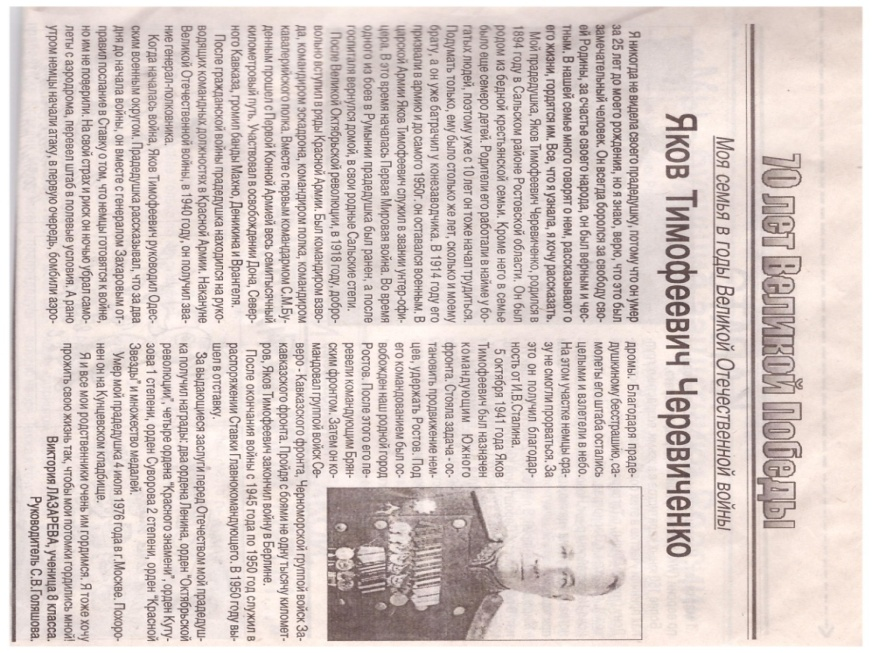 70 лет Великой Победы
Моя семья в годы Великой Отечественной войны
Яков Тимофеевич Черевиченко
Я никогда не видела своего прадедушку, потому что он умер
за 25 лет до моего рождения, но я знаю, верю, что это был
замечательный человек. Он всегда боролся за свободу сво-
ей Родины, за счастье своего народа, он был верным и чес-
тным. В нашей семье много говорят о нем, рассказывают о
его жизни, гордятся им. Все, что я узнала, я хочу рассказать.
Мой прадедушка, Яков Тимофеевич Черевиченко, родился в
1894 году в Сальском районе Ростовской области. Он был
родом из бедной крестьянской семьи. Кроме него в семье
было еще семеро детей. Родители его работали в найме у бо-
гатых людей, поэтому уже с 10 лет он тоже начал трудиться.
Подумать только, ему было столько же лет, сколько и моему
брату, а он уже батрачил у конезаводчика. В 1914 году его
призвали в армию и до самого 1950г. он оставался военным. В
царской Армии Яков Тимофеевич служил в звании унтер-офи-
цера. В это время началась Первая Мировая война. Во время
одного из боев в Румынии прадедушка был ранен, а после
госпиталя вернулся домой, в свои родные Сальские степи.
После Великой Октябрьской революции, в 1918 году, добро-
вольно вступил в ряды Красной Армии. Был командиром взво-
да, командиром эскадрона, командиром полка, командиром
кавалерийского полка. Вместе с первым командармом С.М.Бу-
денным прошел с Первой Конной Армией весь семитысячный
километровый путь. Участвовал в освобождении Дона, Север-
ного Кавказа, громил банды Махно, Деникина и Врангеля.
После гражданской войны прадедушка находился на руко-
водящих командных должностях в Красной Армии. Накануне
Великой Отечественной войны, в 1940 году, он получил зва-
ние генерал-полковника.
Когда началась война, Яков Тимофеевич руководил Одес-
ским военным округом. Прадедушка рассказывал, что за два
дня до начала войны, он вместе с генералом Захаровым от-
правил послание в Ставку о том, что немцы готовятся к войне,
но им не поверили. На свой страх и риск он ночью убрал само-
леты с аэродрома, перевел штаб в полевые условия. А рано
утром немцы начали атаку, в первую очередь, бомбили аэро-
дромы. Благодаря праде-
душкиному бесстрашию, са-
молеты его штаба остались
целыми и взлетели в небо.
На этом участке немцы сра-
зу не смогли прорваться. За
это он получил благодар-
ность от И.В.Сталина.
5 октября 1941 года Яков
Тимофеевич был назначен
командующим Южного
фронта. Стояла задача - ос-
тановить продвижение нем-
цев, удержать Ростов. Под
его командованием был ос-
вобожден наш родной город
Ростов. После этого его пе-
ревели командующим Брян-
ским фронтом. Затем он ко-
мандовал группой войск Се-
веро - Кавказского фронта, Черноморской группой войск За-
кавказского фронта. Пройдя с боями не одну тысячу километ-
ров, Яков Тимофеевич закончил войну в Берлине.
После окончания войны с 1945 года по 1950 год служил в
распоряжении Ставки Главнокомандующего. В 1950 году вы-
шел в отставку.
За выдающиеся заслуги перед Отечеством мой прадедуш-
ка получил награды: два ордена Ленина, орден "Октябрьской
революции", четыре ордена "Красного знамени", орден Куту-
зова 1 степени, орден Суворова 2 степени, орден "Красной
Звезды" и множество медалей.
Умер мой прадедушка 4 июля 1976 года в г.Москве. Похоро-
нен он на Кунцевском кладбище.
Я и все мои родственники очень им гордимся. Я тоже хочу
прожить свою жизнь так, чтобы мои потомки гордились мной!
Виктория ЛАЗАРЕВА, ученица 8 класса.
Руководитель С.В.Голяшова.